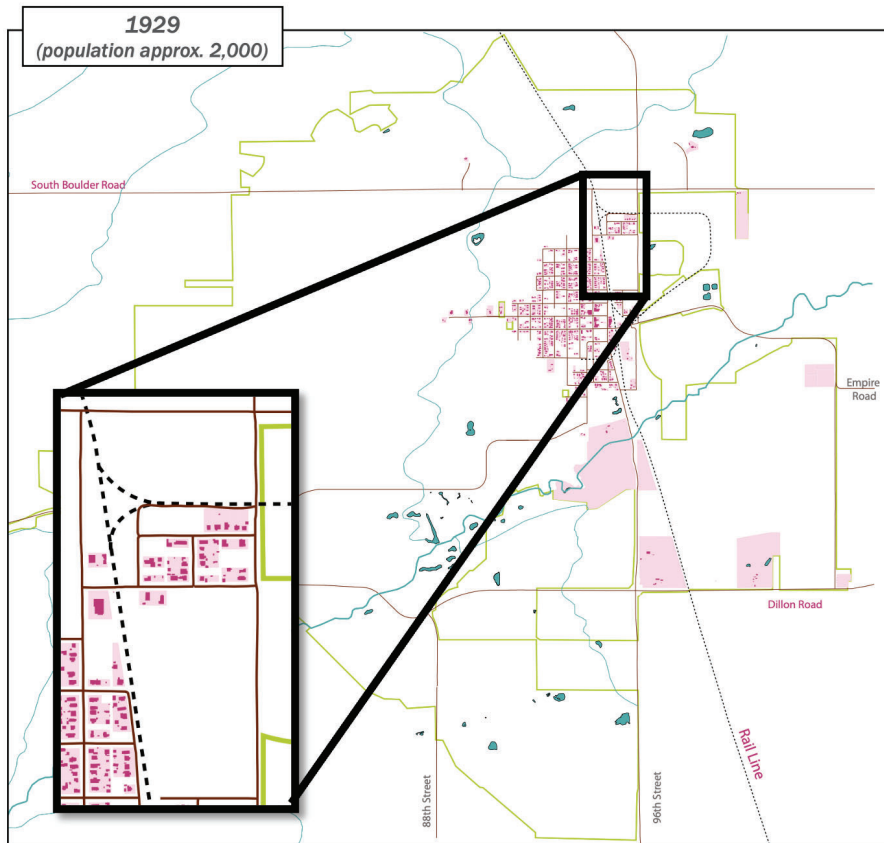 1929
(population approx. 2,000)
South Boulder Road
Empire
Road
Dillon Road
Rail Line
88th Street
96th Street